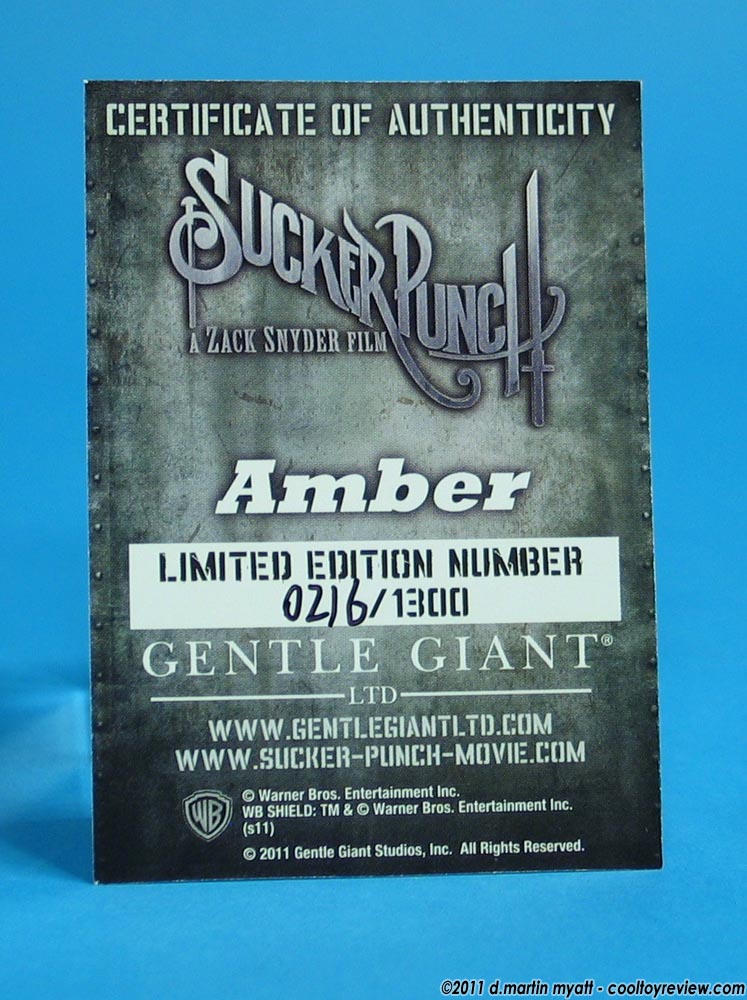 CERTIFICATE OF AUTHENTICITY
SUCKER PUNCH
A ZACK SNYDER FILM
Amber
LIMITED EDITION NUMBER
0216/1300
GENTLE GIANT®
LTD
WWW.GENTLEGIANTLTD.COM
WWW.SUCKER-PUNCH-MOVIE.COM
WB
© Warner Bros. Entertainment Inc.
WB SHIELD: TM & © Warner Bros. Entertainment Inc.
(s11)
© 2011 Gentle Giant Studios, Inc. All Rights Reserved.
©2011 d.martin myatt - cooltoyreview.com